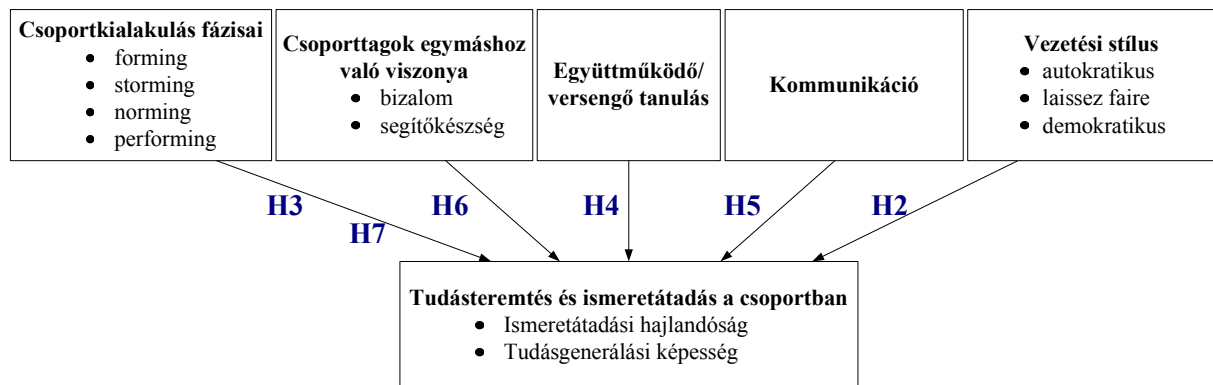 Csoportkialakulás fázisai
• forming
• storming
• norming
• performing
Csoporttagok egymáshoz
való viszonya
• bizalom
• segítőkészség
Együttműködő/
versengő tanulás
Kommunikáció
Vezetési stílus
• autokratikus
• laissez faire
• demokratikus
H3
H7
H6
H4
H5
H2
Tudásteremtés és ismeretátadás a csoportban
• Ismeretátadási hajlandóság
• Tudásgenerálási képesség